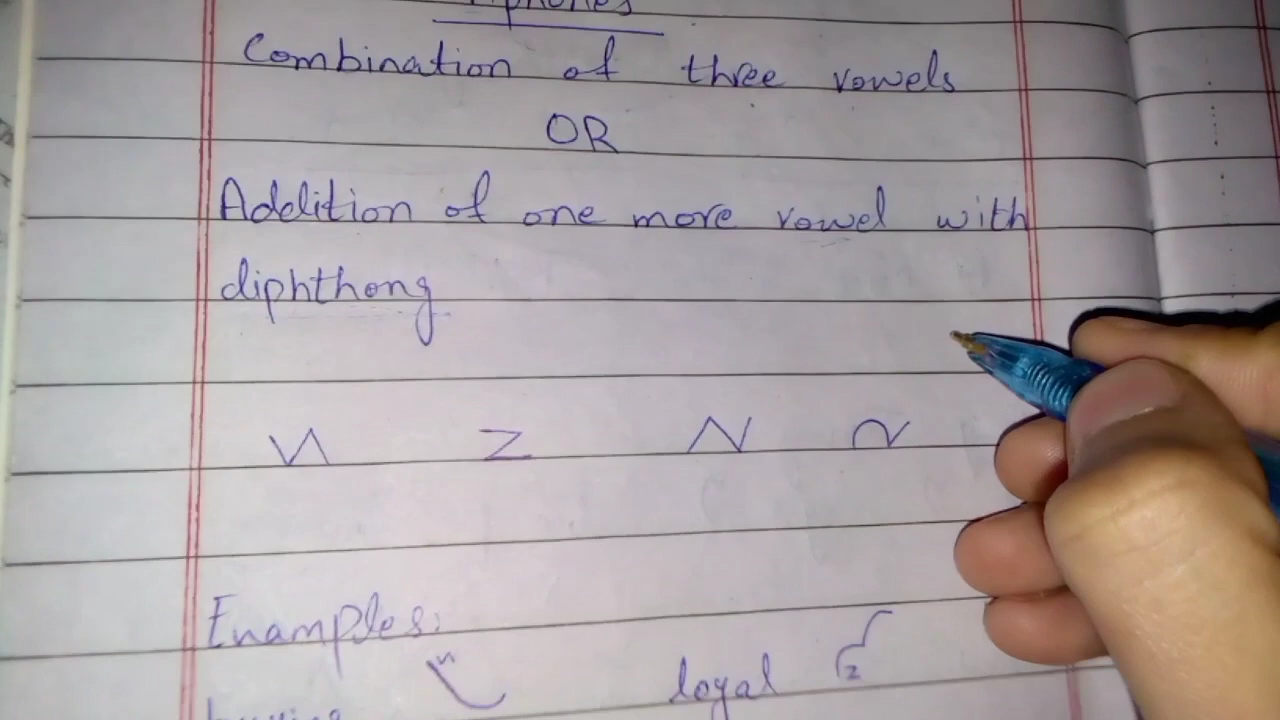 Combination of three vowels
OR
Addition of one more vowel with
diphthong
Examples:
loyal